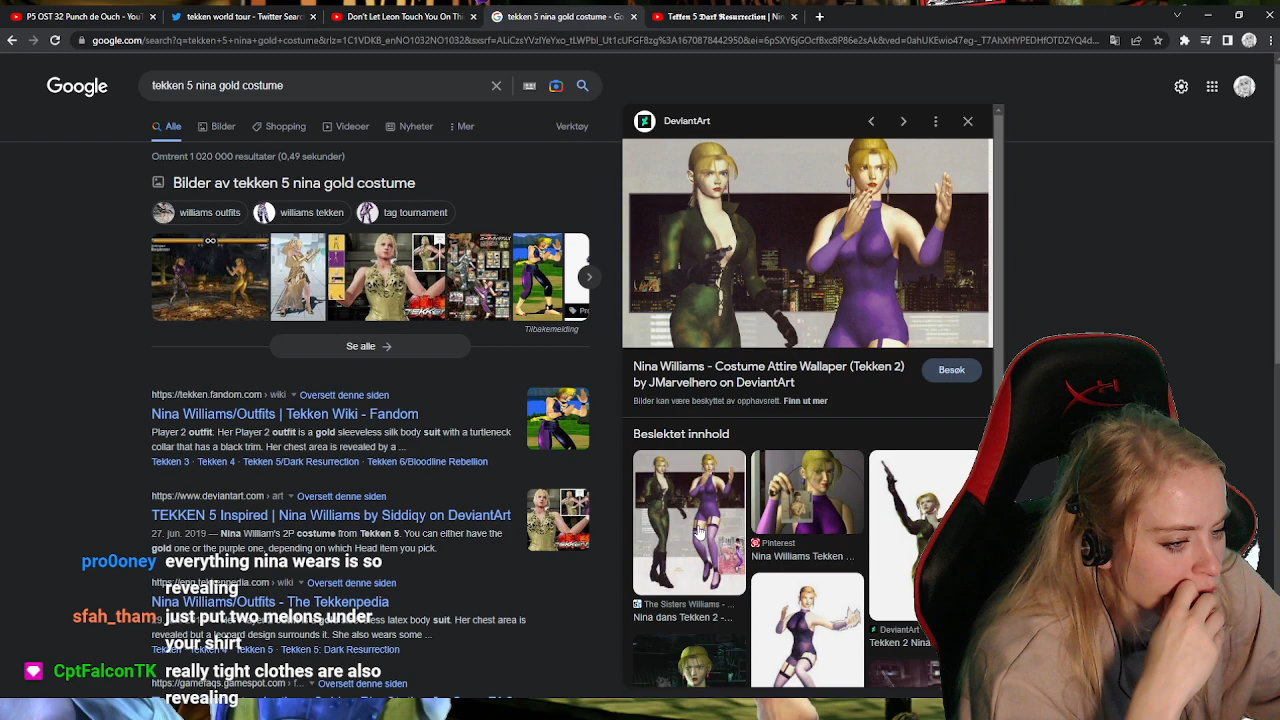 P5 OST 32 Punch de Ouch - YouT
tekken world tour - Twitter Searc
Don't Let Leon Touch You On Thi
tekken 5 nina gold costume - Go
Tekken 5 Dark Resurrection | Nin
google.com/search?q=tekken+5+nina+gold+costume
Google
tekken 5 nina gold costume
Alle
Bilder
Shopping
Videoer
Nyheter
Mer
Verktøy
Omtrent 1 020 000 resultater (0,49 sekunder)
Bilder av tekken 5 nina gold costume
williams outfits
williams tekken
tag tournament
Tilbakemelding
Se alle
https://tekken.fandom.com › wiki
Oversett denne siden
Nina Williams/Outfits | Tekken Wiki - Fandom
Player 2 outfit: Her Player 2 outfit is a gold sleeveless silk body suit with a turtleneck
collar that has a black trim. Her chest area is revealed by a ...
Tekken 3 · Tekken 4 · Tekken 5/Dark Resurrection · Tekken 6/Bloodline Rebellion
https://www.deviantart.com › art
Oversett denne siden
TEKKEN 5 Inspired | Nina Williams by Siddiqy on DeviantArt
27. jun. 2019 — Nina William's 2P costume from Tekken 5. You can either have the
gold one or the purple one, depending on which Head item you pick.
Oversett denne siden
Nina Williams/Outfits - The Tekkenpedia
latex body suit. Her chest area is
revealed but a leopard design surrounds it. She also wears some ...
Tekken 5: Dark Resurrection
https://gamefaqs.gamespot.com
Oversett denne siden
DeviantArt
Nina Williams - Costume Attire Wallaper (Tekken 2)
by JMarvelhero on DeviantArt
Besøk
Bilder kan være beskyttet av opphavsrett. Finn ut mer
Beslektet innhold
The Sisters Williams - ...
Nina dans Tekken 2 -...
Pinterest
Nina Williams Tekken ...
DeviantArt
Tekken 2 Nina
pro0oney everything nina wears is so
revealing
sfah_tham just put two melons under
her shirt
CptFalconTK really tight clothes are also
revealing